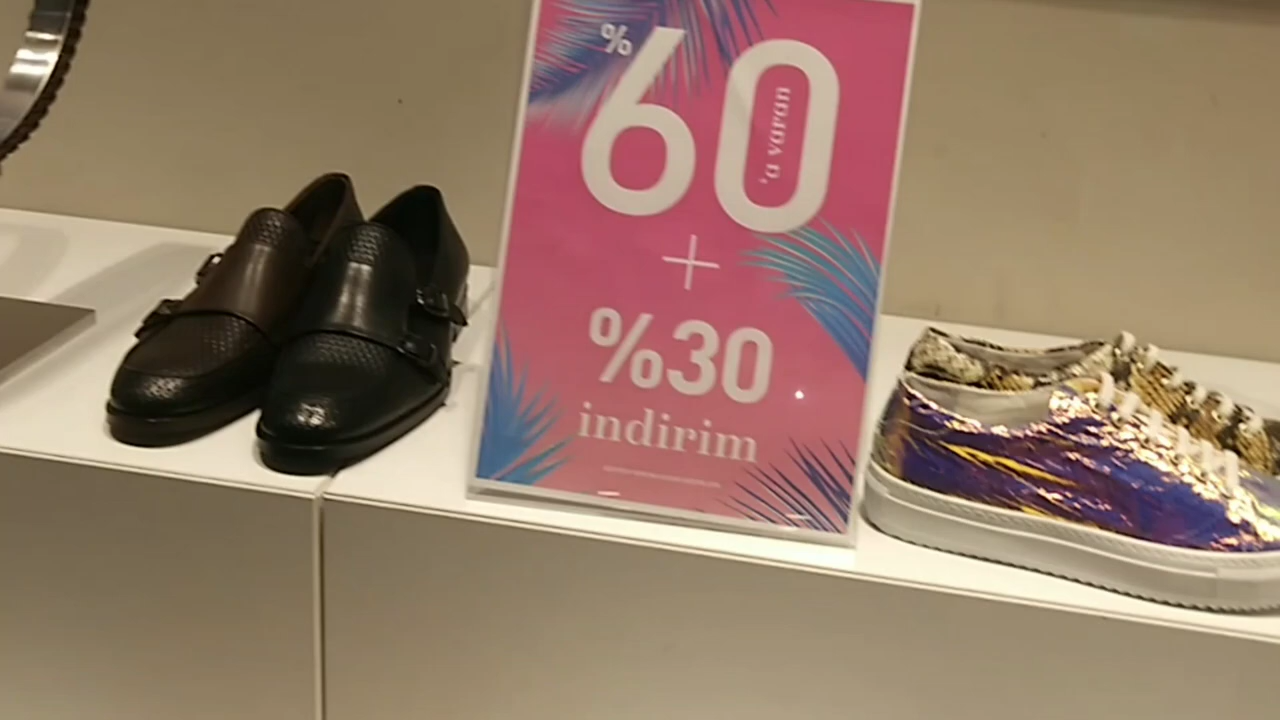 %60
'a varan
+
%30
indirim